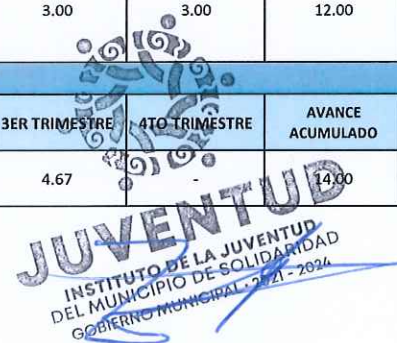 3.00 3.00 12.00
3ER TRIMESTRE 4TO TRIMESTRE AVANCE ACUMULADO
4.67 - 14.00
JUVENTUD
INSTITUTO DE LA JUVENTUD
DEL MUNICIPIO DE SOLIDARIDAD
GOBIERNO MUNICIPAL • 2021 - 2024